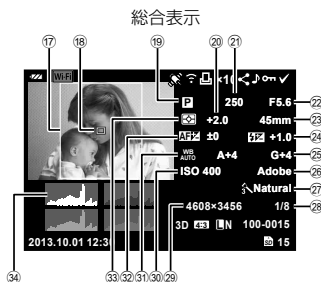 総合表示
⑰ ⑱ ⑲ ⑳ ㉑
Wi-Fi ×10
P 250 F5.6 ㉒
+2.0 45mm ㉓
AF ±0 +1.0 ㉔
WB AUTO A+4 G+4 ㉕
ISO 400 Adobe ㉖
Natural ㉗
4608×3456 1/8 ㉘
3D 4:3 LN 100-0015
2013.10.01 12:30 15
㉞ ㉝ ㉜ ㉛ ㉚ ㉙